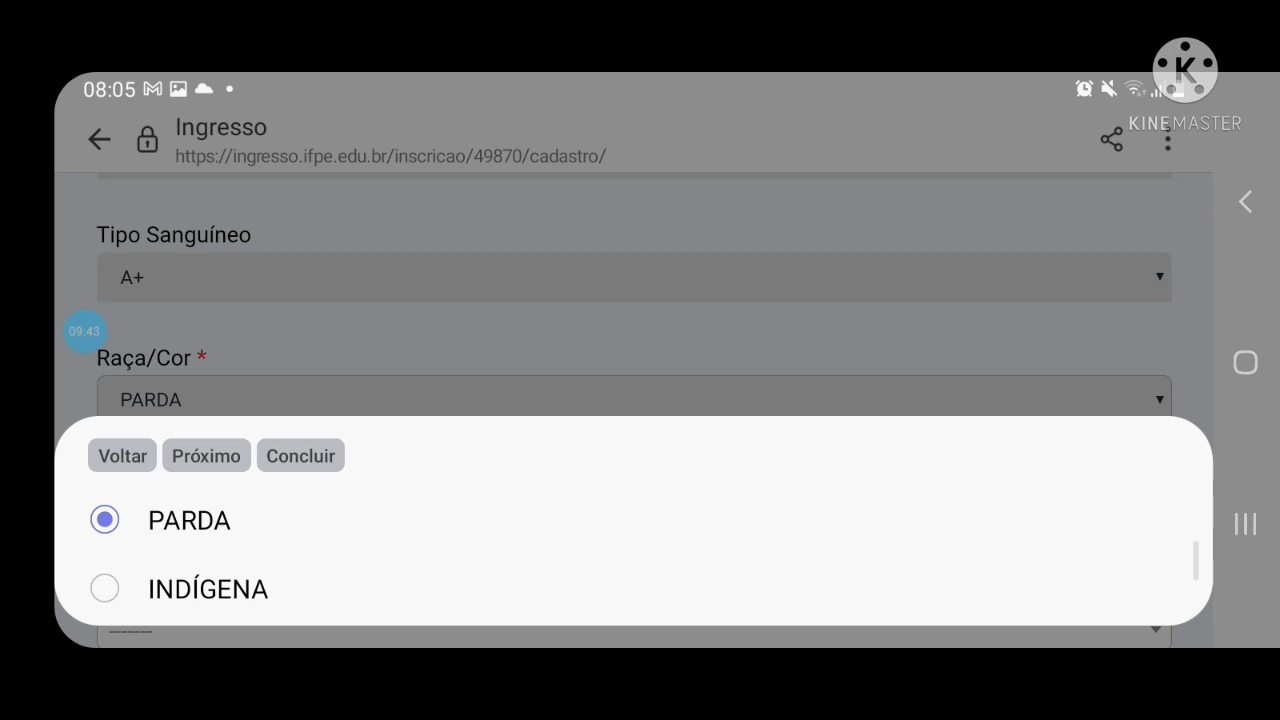 08:05
K
KINEMASTER
Ingresso
https://ingresso.ifpe.edu.br/inscricao/49870/cadastro/
Tipo Sanguíneo
A+
09:43
Raça/Cor *
PARDA
Voltar Próximo Concluir
PARDA
INDÍGENA
-------